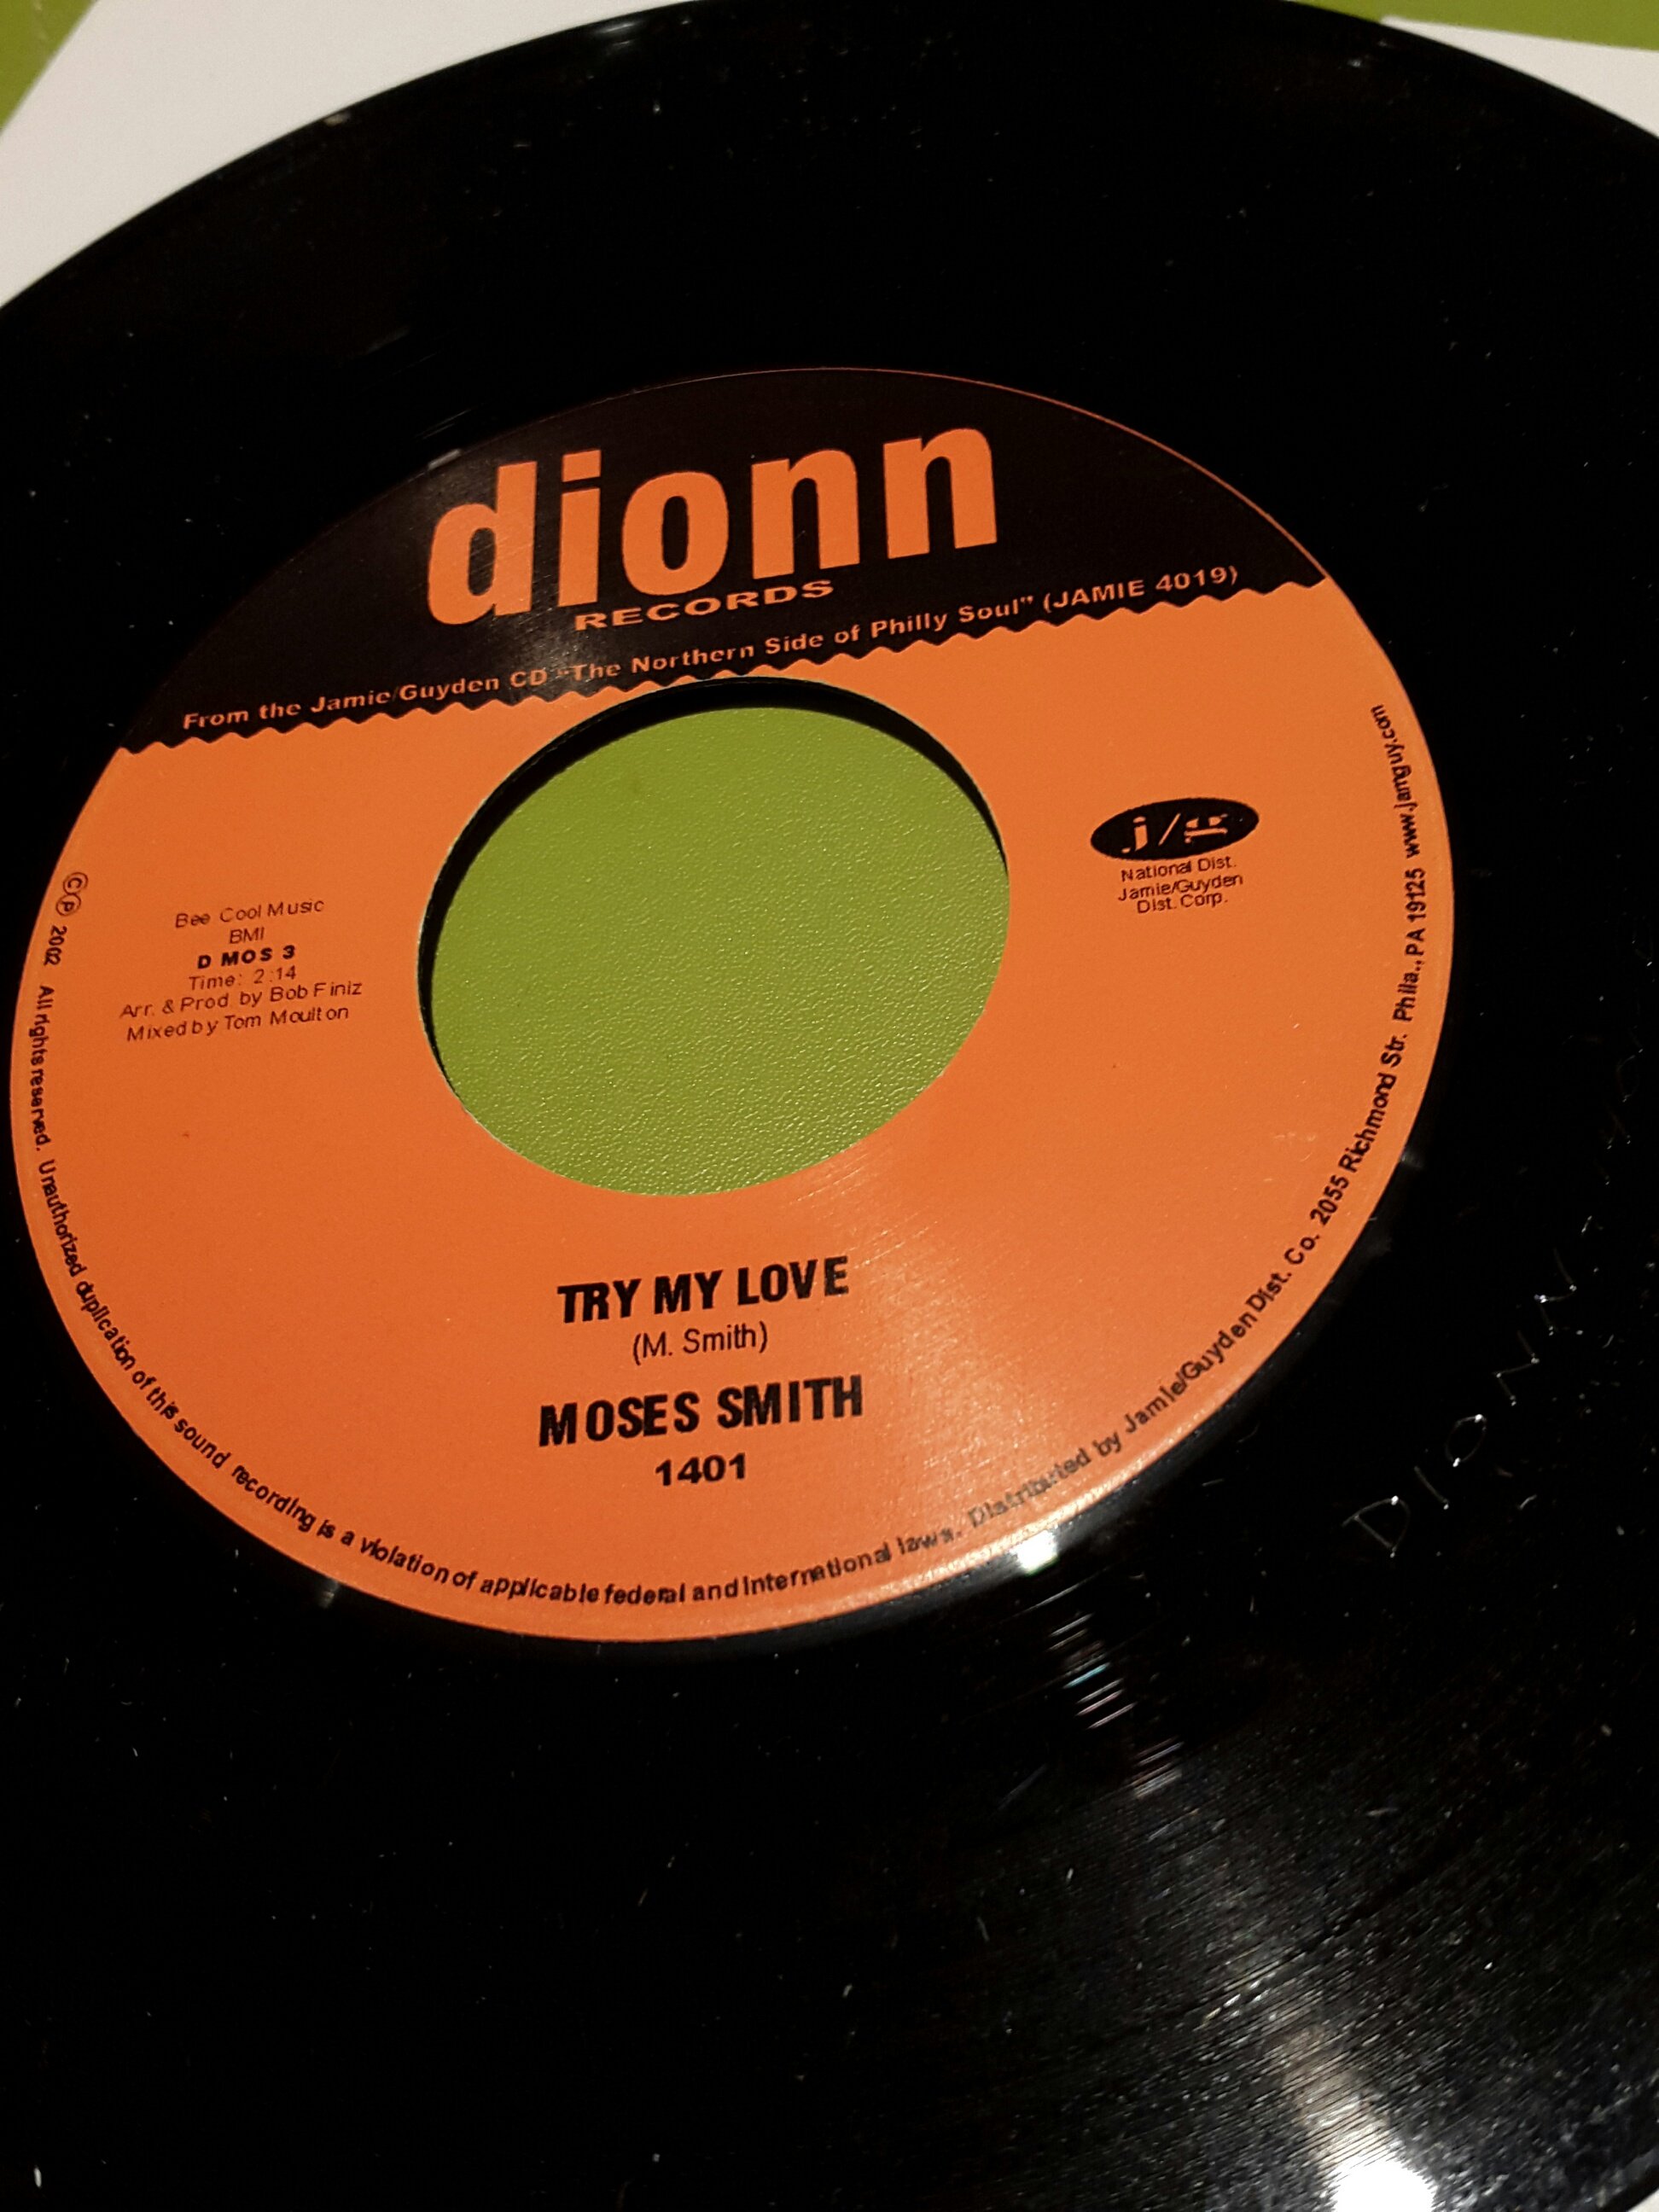 dionn
RECORDS
From the Jamie/Guyden CD "The Northern Side of Philly Soul" (JAMIE 4019)
Bee Cool Music
BMI
D MOS 3
Time: 2:14
Arr. & Prod. by Bob Finiz
Mixed by Tom Moulton
j/g
National Dist.
Jamie/Guyden
Dist. Corp.
TRY MY LOVE
(M. Smith)
MOSES SMITH
1401
©℗ 2002 All rights reserved. Unauthorized duplication of this sound recording is a violation of applicable federal and international laws. Distributed by Jamie/Guyden Dist. Co. 2055 Richmond Str. Phila., PA 19125 www.jamguy.com
DIONN